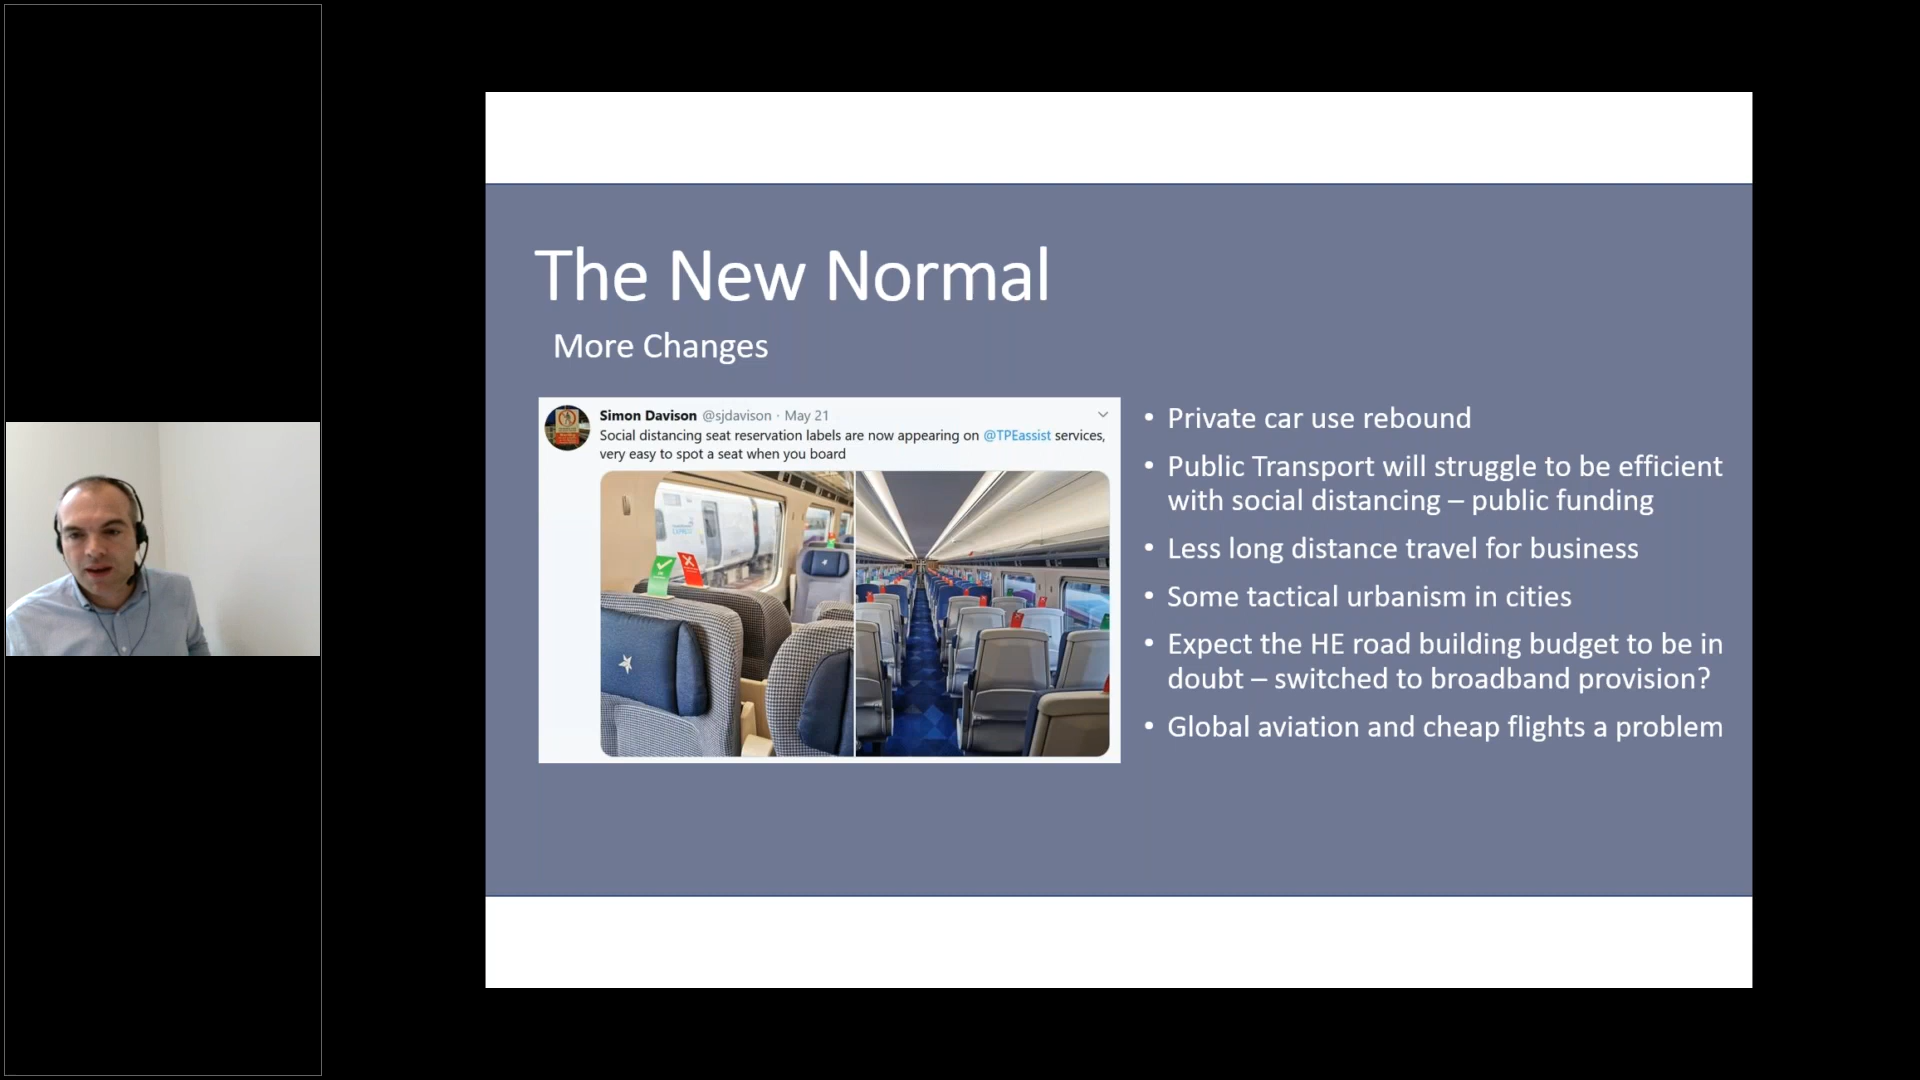 The New Normal
More Changes
Simon Davison @sjdavison · May 21
Social distancing seat reservation labels are now appearing on @TPEassist services,
very easy to spot a seat when you board
• Private car use rebound
• Public Transport will struggle to be efficient
with social distancing – public funding
• Less long distance travel for business
• Some tactical urbanism in cities
• Expect the HE road building budget to be in
doubt – switched to broadband provision?
• Global aviation and cheap flights a problem